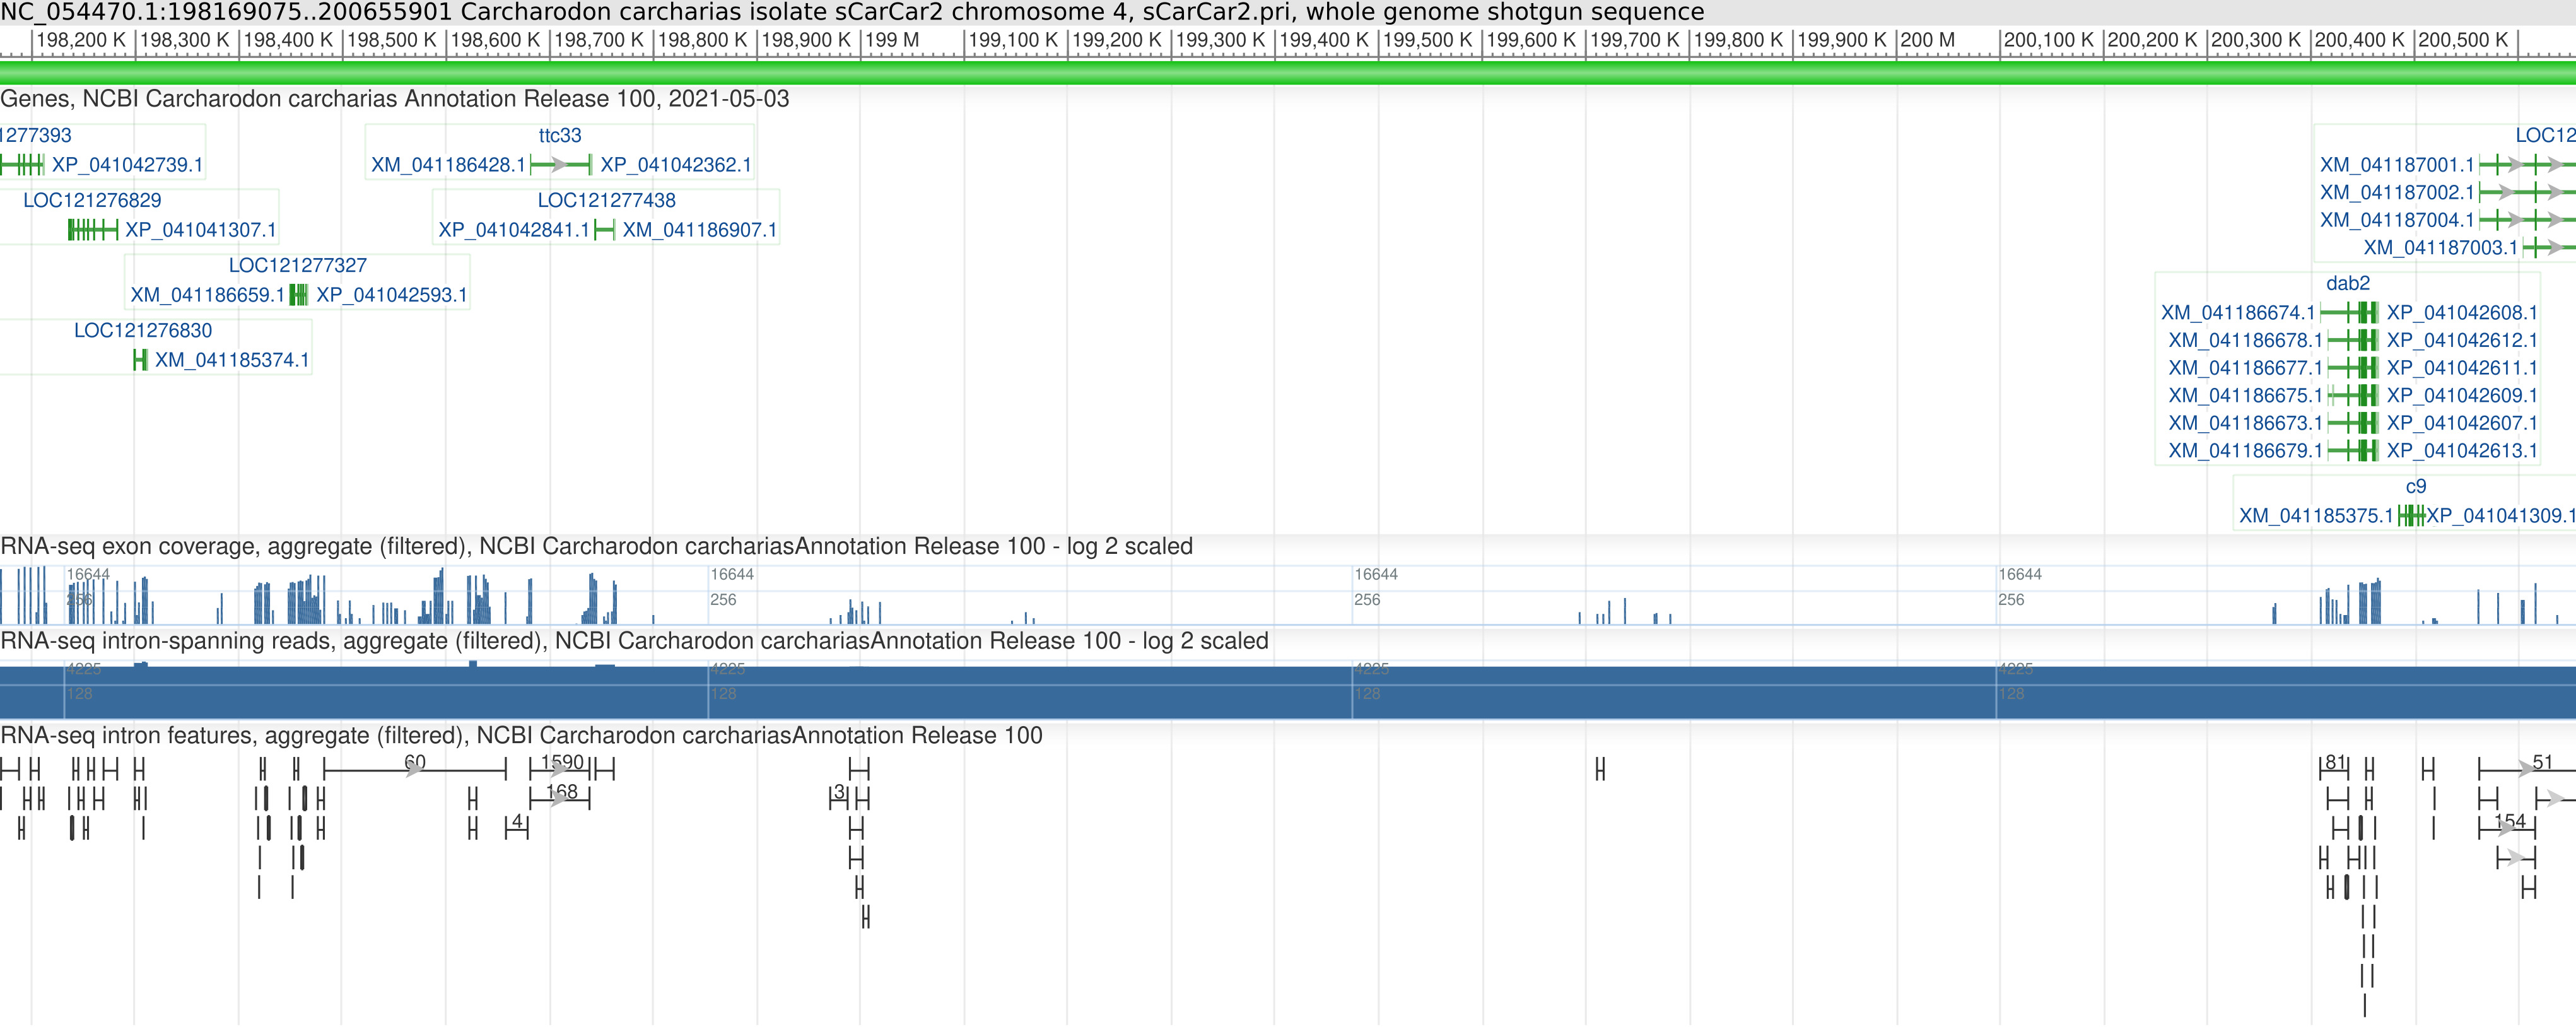 NC_054470.1:198169075..200655901 Carcharodon carcharias isolate sCarCar2 chromosome 4, sCarCar2.pri, whole genome shotgun sequence
198,200 K 198,300 K 198,400 K 198,500 K 198,600 K 198,700 K 198,800 K 198,900 K 199 M 199,100 K 199,200 K 199,300 K 199,400 K 199,500 K 199,600 K 199,700 K 199,800 K 199,900 K 200 M 200,100 K 200,200 K 200,300 K 200,400 K 200,500 K
Genes, NCBI Carcharodon carcharias Annotation Release 100, 2021-05-03
1277393 ttc33 LOC12
XP_041042739.1 XM_041186428.1 XP_041042362.1 XM_041187001.1
XM_041187002.1
LOC121276829 LOC121277438
XM_041187004.1
XP_041041307.1 XP_041042841.1 XM_041186907.1
XM_041187003.1
LOC121277327
dab2
XM_041186659.1 XP_041042593.1
XM_041186674.1 XP_041042608.1
LOC121276830
XM_041186678.1 XP_041042612.1
XM_041185374.1
XM_041186677.1 XP_041042611.1
XM_041186675.1 XP_041042609.1
XM_041186673.1 XP_041042607.1
XM_041186679.1 XP_041042613.1
c9
XM_041185375.1 XP_041041309.1
RNA-seq exon coverage, aggregate (filtered), NCBI Carcharodon carchariasAnnotation Release 100 - log 2 scaled
16644 16644 16644 16644
256 256 256 256
RNA-seq intron-spanning reads, aggregate (filtered), NCBI Carcharodon carchariasAnnotation Release 100 - log 2 scaled
4225 4225 4225 4225
128 128 128 128
RNA-seq intron features, aggregate (filtered), NCBI Carcharodon carchariasAnnotation Release 100
60 1590 81 51
168 3
4 154